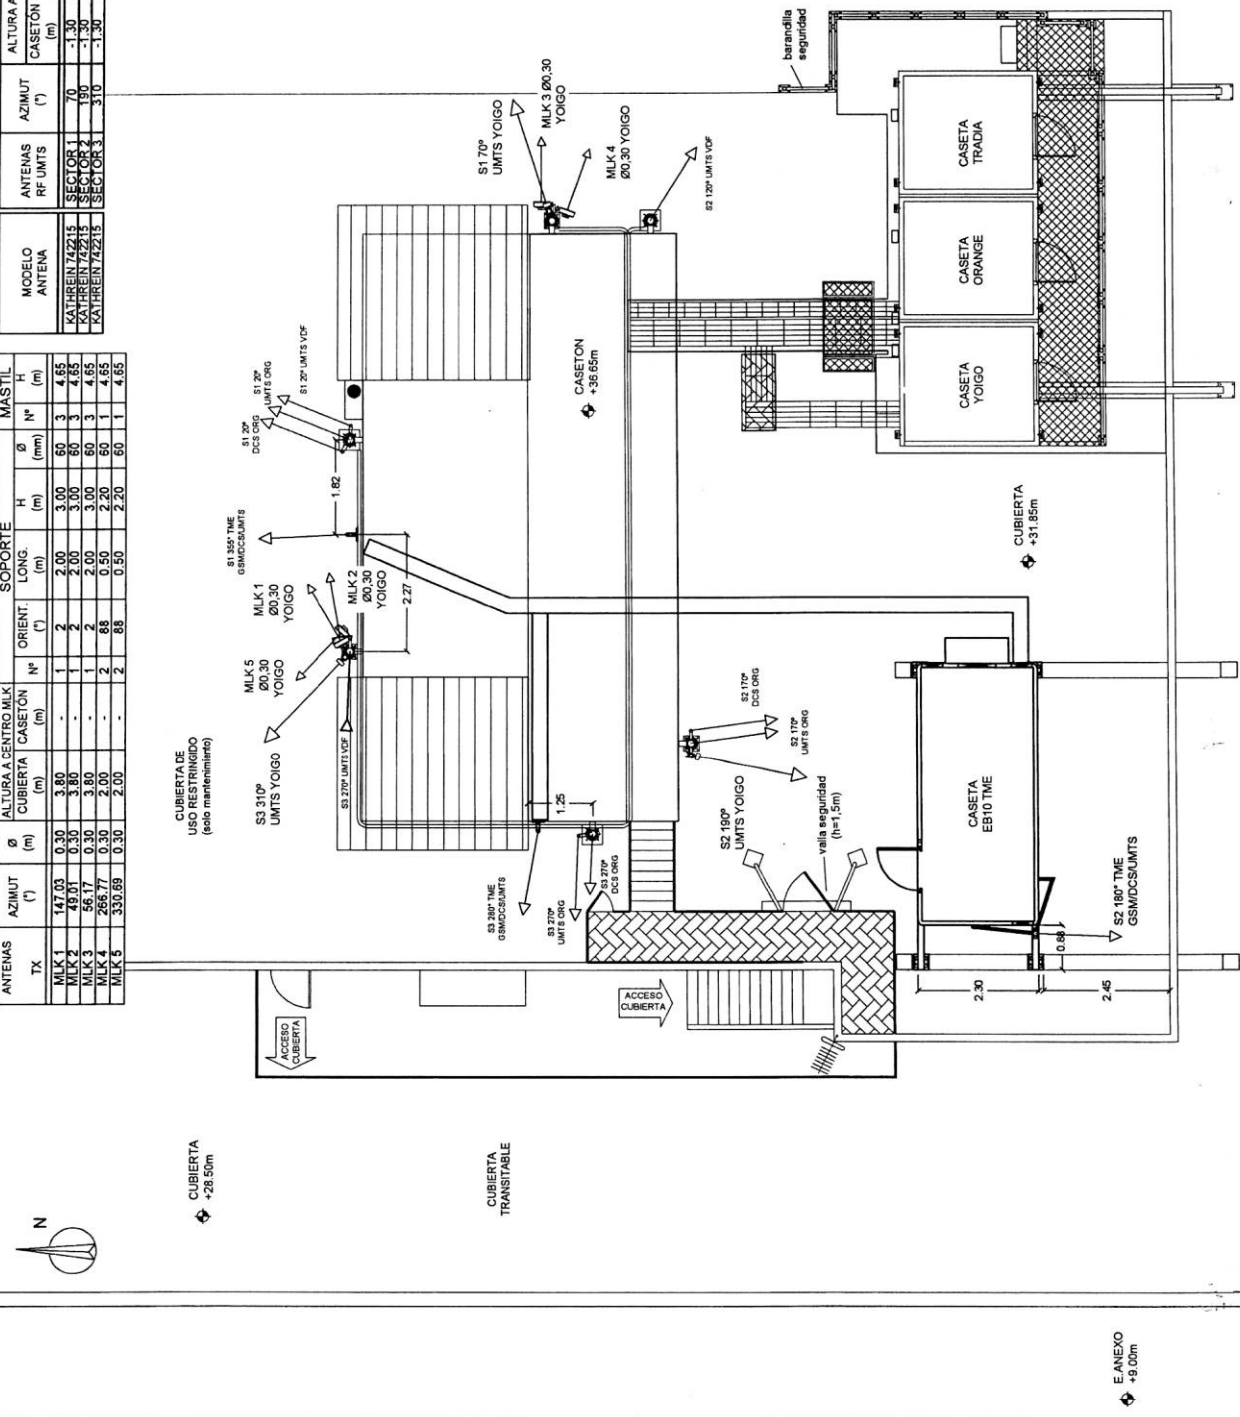 ANTENAS
TX
AZIMUT
(°)
Ø
(m)
ALTURA A CENTRO MLK
CUBIERTA
(m)
CASETÓN
(m)
SOPORTE
Nº
ORIENT.
(°)
LONG.
(m)
H
(m)
Ø
(mm)
MASTIL
Nº
H
(m)
MLK 1 147.03 0.30 3.80 - 1 2 2.00 3.00 60 3 4.65
MLK 2 49.01 0.30 3.80 - 1 2 2.00 3.00 60 3 4.65
MLK 3 56.17 0.30 3.80 - 1 2 2.00 3.00 60 3 4.65
MLK 4 266.77 0.30 2.00 - 2 88 0.50 2.20 60 1 4.65
MLK 5 330.69 0.30 2.00 - 2 88 0.50 2.20 60 1 4.65
MODELO
ANTENA
ANTENAS
RF UMTS
AZIMUT
(°)
ALTURA A
CASETÓN
(m)
KATHREIN 742215 SECTOR 1 70 -1.30
KATHREIN 742215 SECTOR 2 190 -1.30
KATHREIN 742215 SECTOR 3 310 -1.30
N
CUBIERTA
+28.50m
CUBIERTA DE
USO RESTRINGIDO
(solo mantenimiento)
S3 310º
UMTS YOIGO
MLK 5
Ø0,30
YOIGO
MLK 1
Ø0,30
YOIGO
MLK 2
Ø0,30
YOIGO
S3 270º UMTS VDF
2.27
S1 355º TME
GSM/DCS/UMTS
1.82
S1 20º
DCS ORG
S1 20º
UMTS ORG
S1 20º UMTS VDF
S1 70º
UMTS YOIGO
MLK 3 Ø0,30
YOIGO
MLK 4
Ø0,30 YOIGO
S2 120º UMTS VDF
barandilla
seguridad
CASETON
+36.65m
1.25
S3 280º TME
GSM/DCS/UMTS
S3 270º
UMTS ORG
S3 270º
DCS ORG
S2 170º
DCS ORG
S2 170º
UMTS ORG
S2 190º
UMTS YOIGO
valla seguridad
(h=1,5m)
ACCESO
CUBIERTA
ACCESO
CUBIERTA
CUBIERTA
TRANSITABLE
CASETA
TRADIA
CASETA
ORANGE
CASETA
YOIGO
CUBIERTA
+31.85m
CASETA
EB10 TME
S2 180º TME
GSM/DCS/UMTS
0.88
2.30
2.45
E.ANEXO
+9.00m